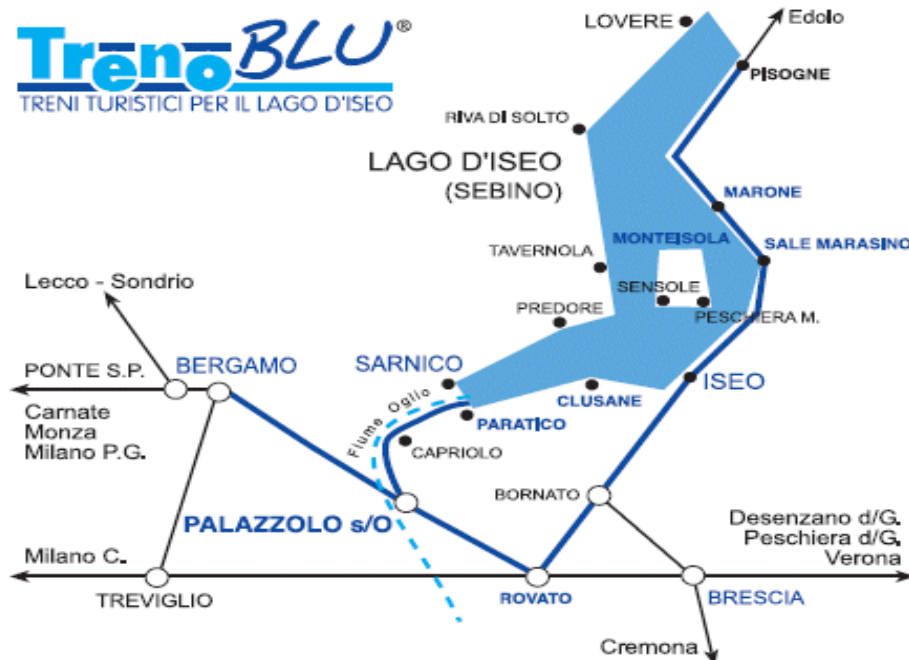 TrenoBLU®
TRENI TURISTICI PER IL LAGO D'ISEO
LOVERE
Edolo
PISOGNE
RIVA DI SOLTO
LAGO D'ISEO
(SEBINO)
MARONE
MONTEISOLA
SALE MARASINO
TAVERNOLA
Lecco - Sondrio
SENSOLE
PREDORE
PESCHIERA M.
PONTE S.P.
BERGAMO
SARNICO
ISEO
CLUSANE
Carnate
Monza
Milano P.G.
Fiume Oglio
PARATICO
CAPRIOLO
BORNATO
PALAZZOLO s/O
Desenzano d/G.
Peschiera d/G.
Verona
Milano C.
TREVIGLIO
ROVATO
BRESCIA
Cremona